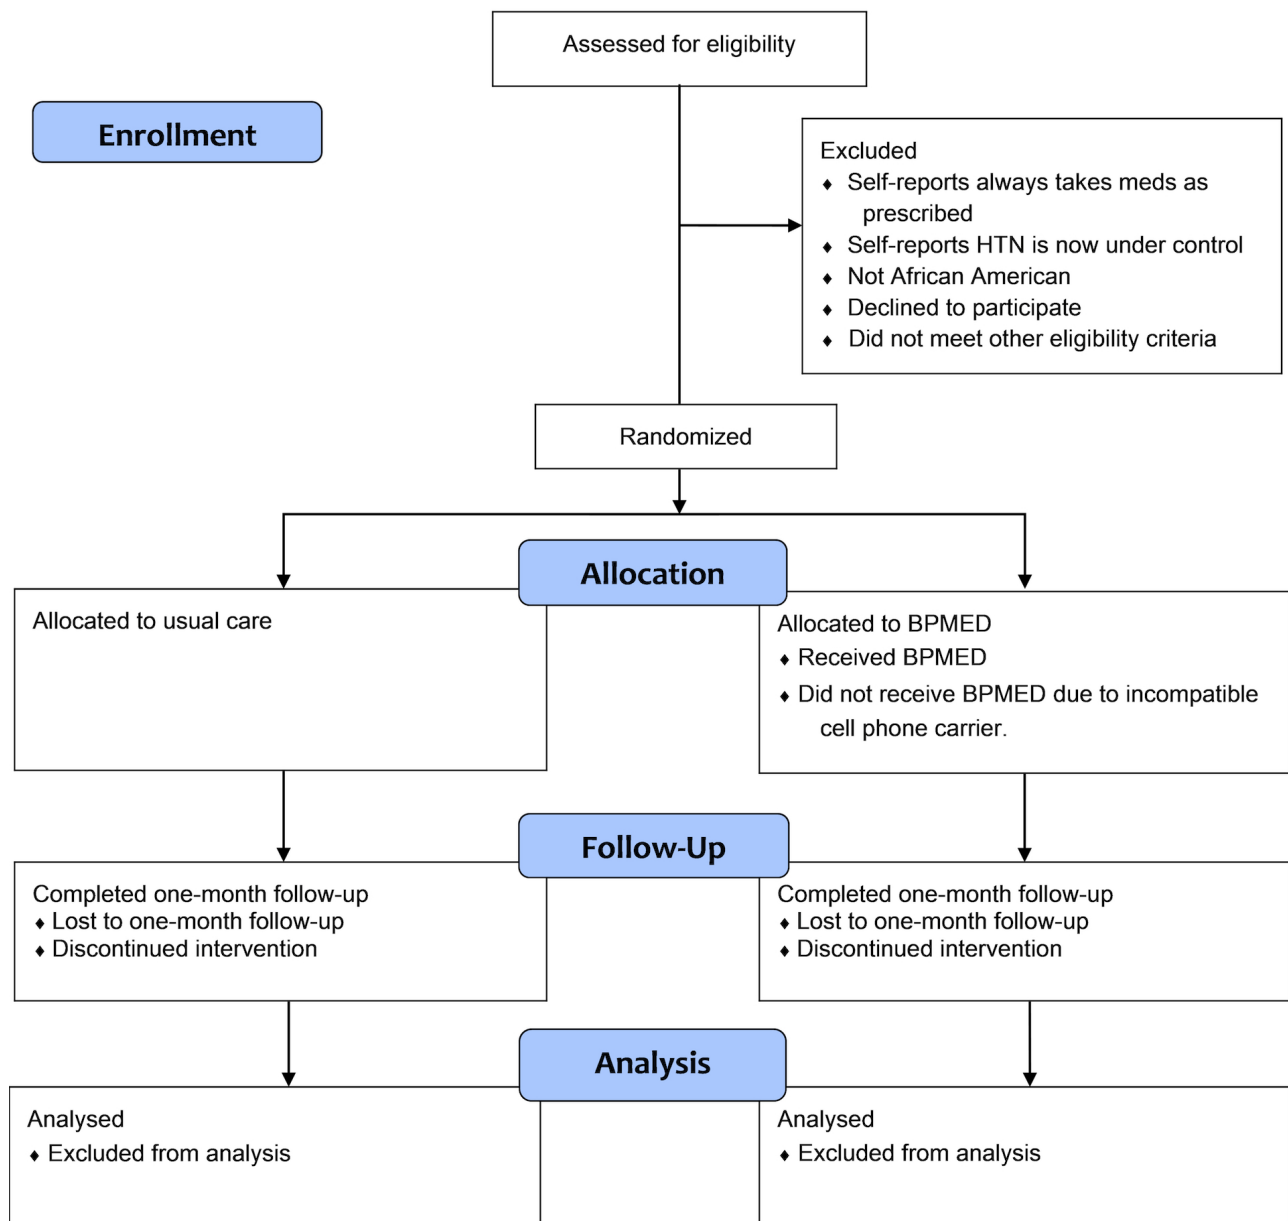 Assessed for eligibility
Enrollment
Excluded
♦ Self-reports always takes meds as
prescribed
♦ Self-reports HTN is now under control
♦ Not African American
♦ Declined to participate
♦ Did not meet other eligibility criteria
Randomized
Allocation
Allocated to usual care
Allocated to BPMED
♦ Received BPMED
♦ Did not receive BPMED due to incompatible
cell phone carrier.
Follow-Up
Completed one-month follow-up
♦ Lost to one-month follow-up
♦ Discontinued intervention
Completed one-month follow-up
♦ Lost to one-month follow-up
♦ Discontinued intervention
Analysis
Analysed
♦ Excluded from analysis
Analysed
♦ Excluded from analysis